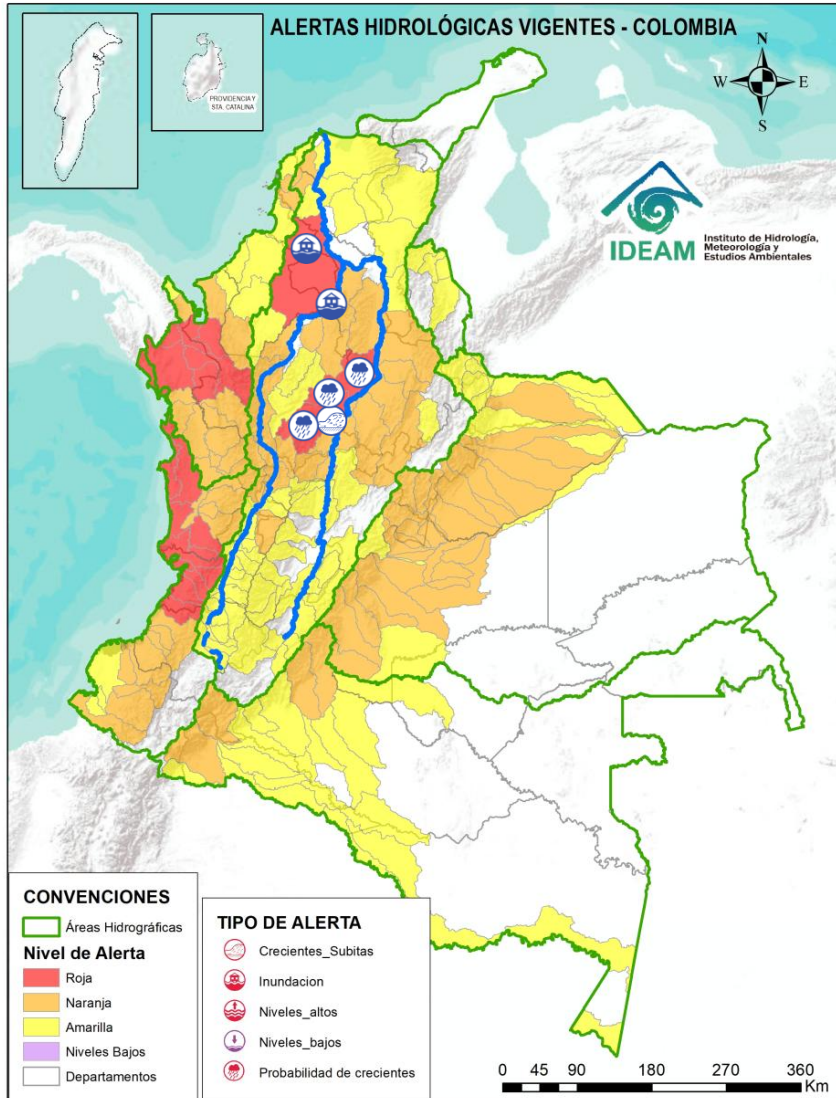 ALERTAS HIDROLÓGICAS VIGENTES - COLOMBIA
PROVIDENCIA Y
STA. CATALINA
N
W
E
S
IDEAM
Instituto de Hidrología,
Meteorología y
Estudios Ambientales
CONVENCIONES
Áreas Hidrográficas
Nivel de Alerta
Roja
Naranja
Amarilla
Niveles Bajos
Departamentos
TIPO DE ALERTA
Crecientes_Subitas
Inundacion
Niveles_altos
Niveles_bajos
Probabilidad de crecientes
0 45 90 180 270 360
Km